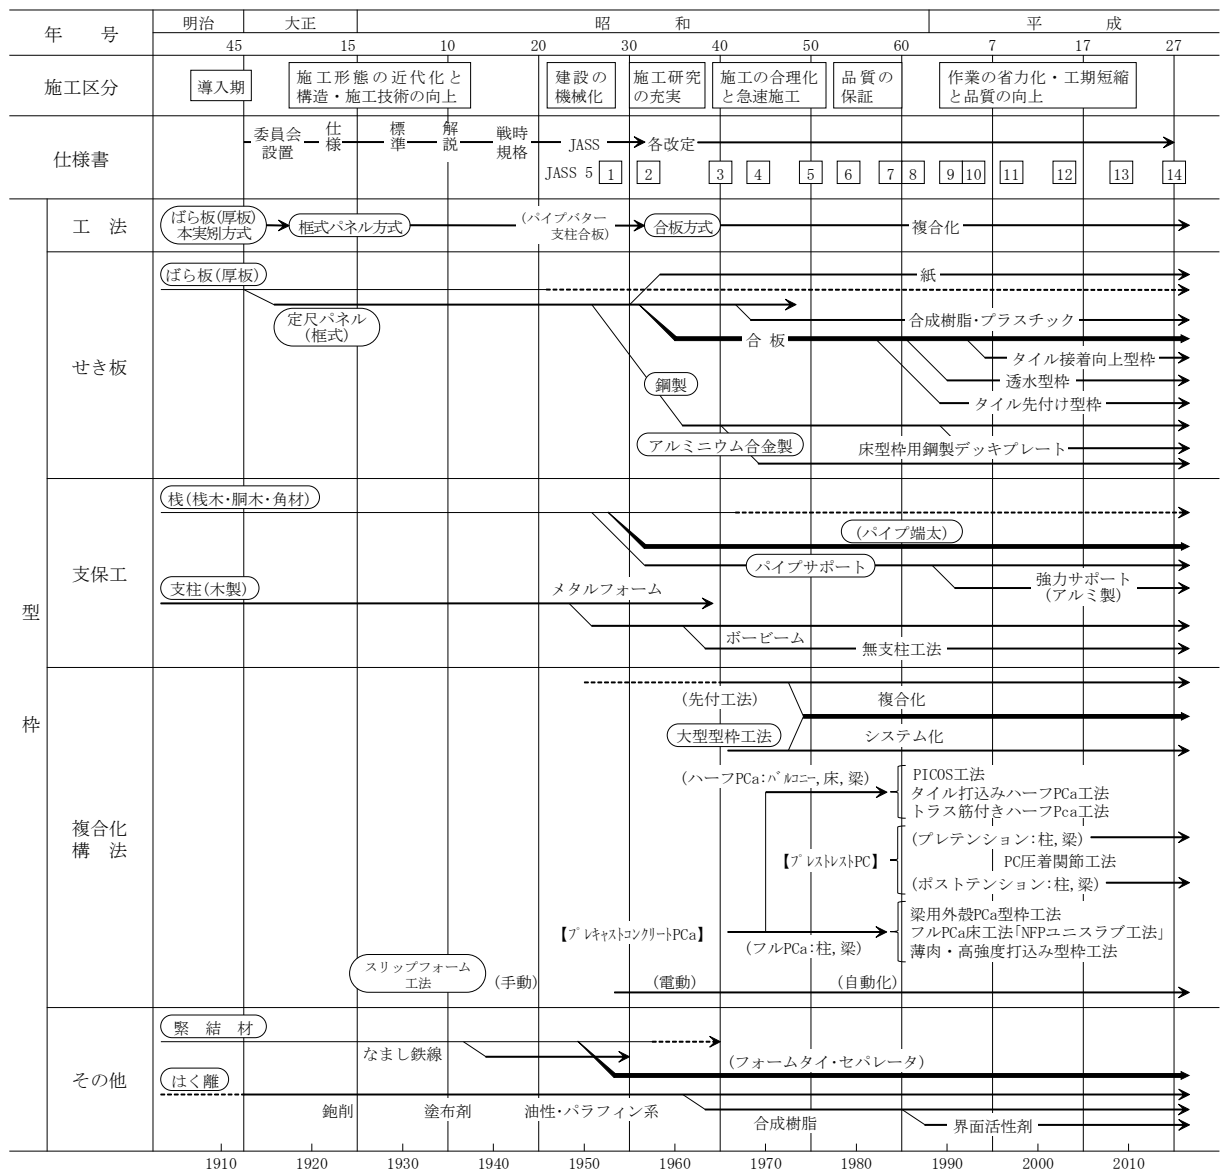 年　号
明治
大正
昭　和
平　成
45
15
10
20
30
40
50
60
7
17
27
施工区分
導入期
施工形態の近代化と
構造・施工技術の向上
建設の
機械化
施工研究
の充実
施工の合理化
と急速施工
品質の
保証
作業の省力化・工期短縮
と品質の向上
仕様書
委員会
設置
仕
様
標
準
解
説
戦時
規格
JASS
各改定
JASS 5
1
2
3
4
5
6
7
8
9
10
11
12
13
14
型
枠
工　法
ばら板(厚板)
本実矧方式
框式パネル方式
(パイプバター
支柱合板)
合板方式
複合化
せき板
ばら板(厚板)
紙
定尺パネル
(框式)
合成樹脂・プラスチック
合 板
タイル接着向上型枠
鋼製
透水型枠
タイル先付け型枠
アルミニウム合金製
床型枠用鋼製デッキプレート
支保工
桟(桟木・胴木・角材)
(パイプ端太)
パイプサポート
強力サポート
(アルミ製)
支柱(木製)
メタルフォーム
ボービーム
無支柱工法
複合化
構 法
(先付工法)
複合化
大型型枠工法
システム化
(ハーフPCa：バルコニー, 床, 梁)
PICOS工法
タイル打込みハーフPCa工法
トラス筋付きハーフPca工法
(プレテンション：柱, 梁)
【プレストレストPC】
PC圧着関節工法
(ポストテンション：柱, 梁)
【プレキャストコンクリートPCa】
(フルPCa：柱, 梁)
梁用外殻PCa型枠工法
フルPCa床工法「NFPユニスラブ工法」
薄肉・高強度打込み型枠工法
スリップフォーム
工法
(手動)
(電動)
(自動化)
その他
緊　結　材
なまし鉄線
(フォームタイ・セパレータ)
はく離
鉋削
塗布剤
油性・パラフィン系
合成樹脂
界面活性剤
1910
1920
1930
1940
1950
1960
1970
1980
1990
2000
2010